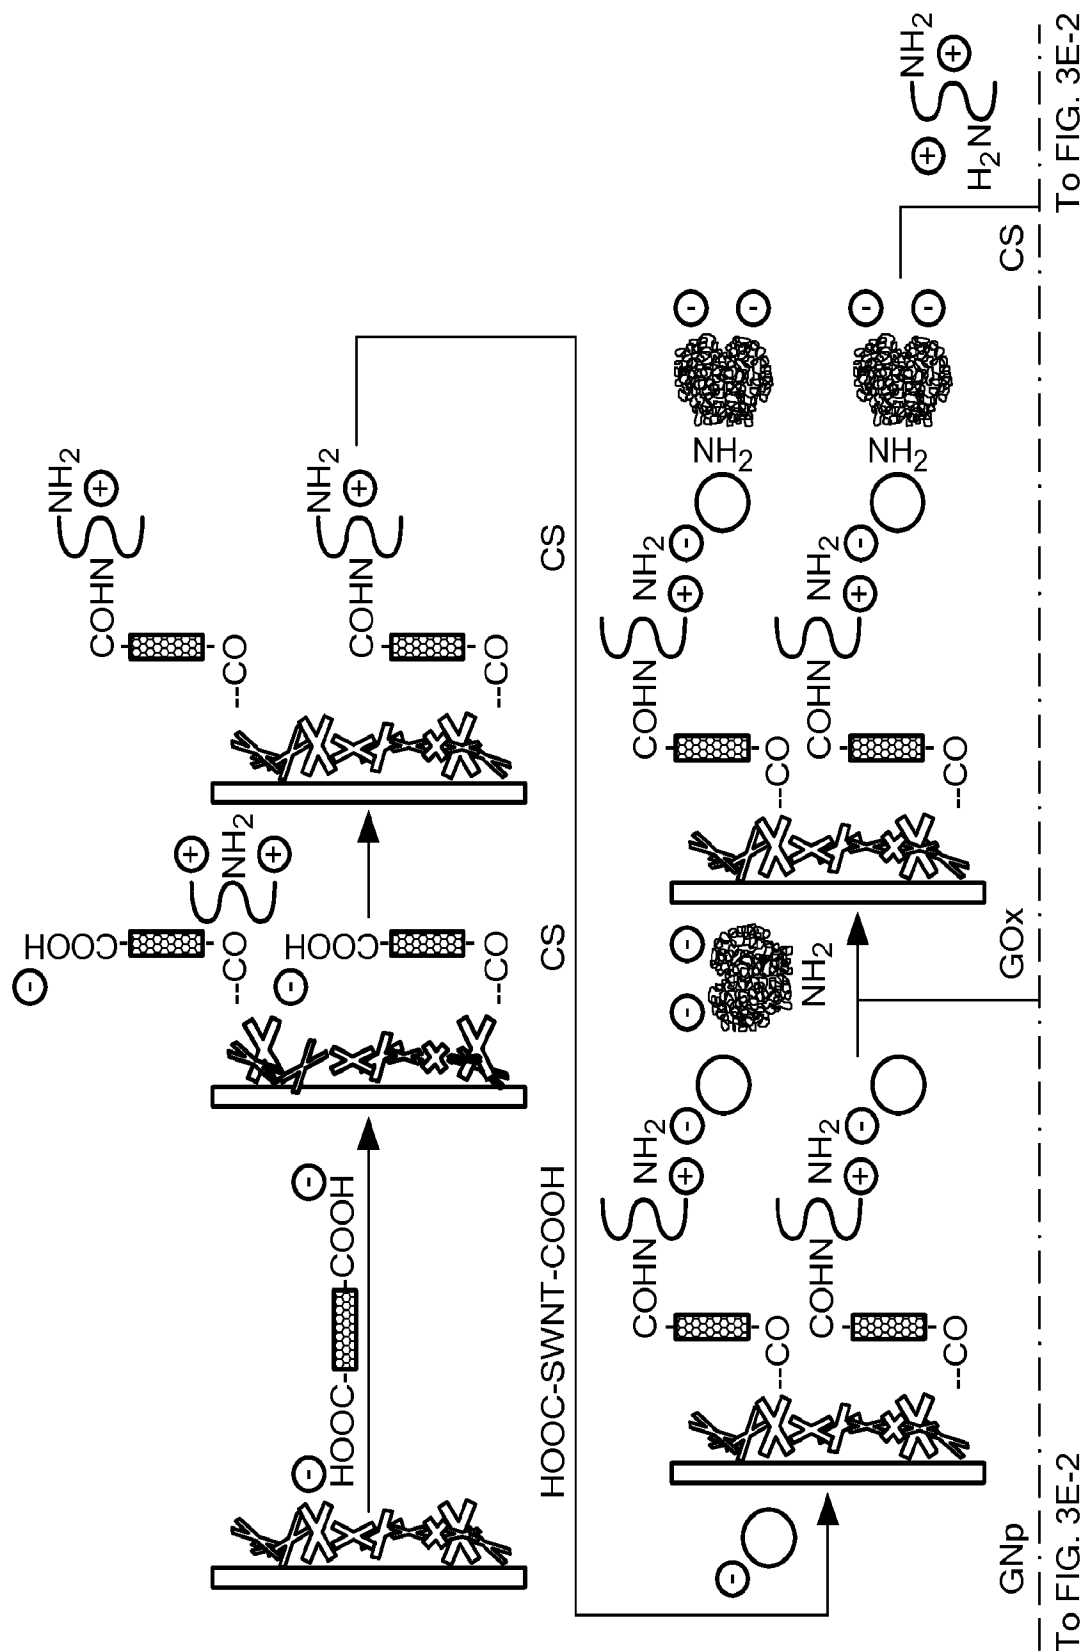 - -
HOOC- -COOH
- COOH
--CO-
+ NH2 +
- COOH
--CO-
COHN NH2 +
--CO-
COHN NH2 +
--CO-
HOOC-SWNT-COOH
CS
CS
-
COHN NH2 + -
--CO-
COHN NH2 + -
--CO-
- -
NH2
COHN NH2 + - NH2 - -
--CO-
COHN NH2 + - NH2 - -
--CO-
+ NH2
H2N +
GNp
GOx
CS
To FIG. 3E-2
To FIG. 3E-2